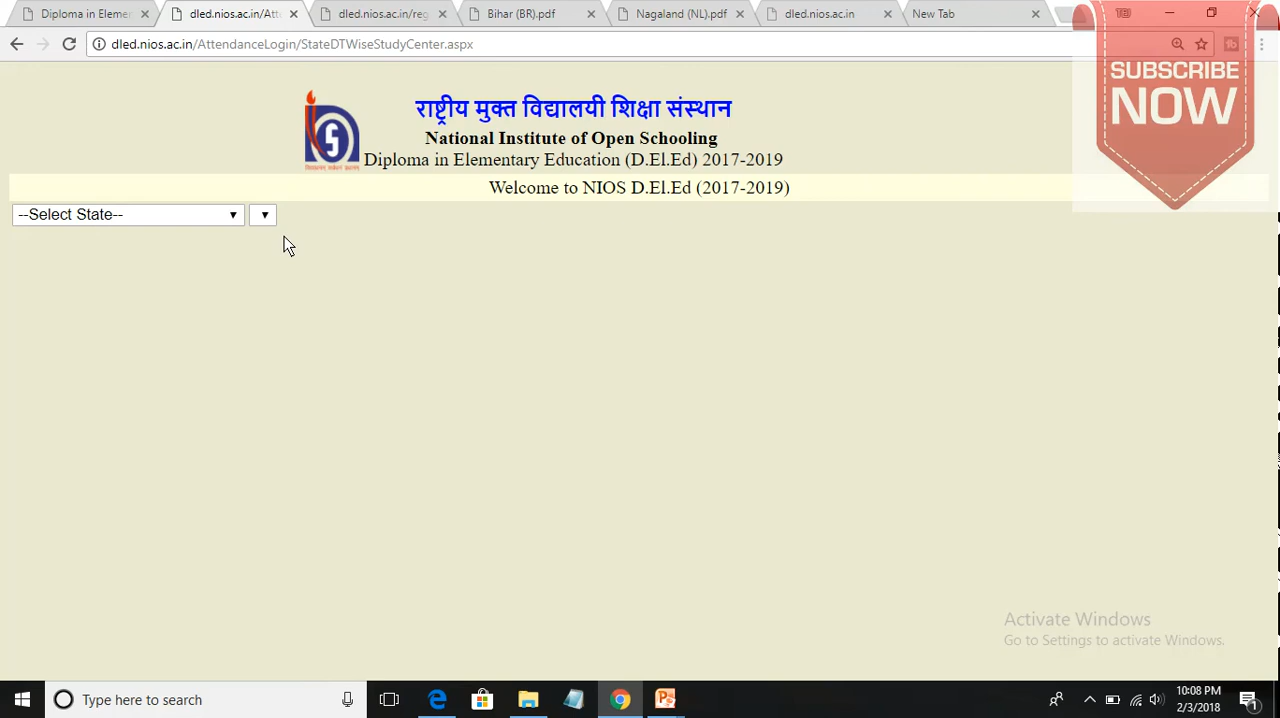 Diploma in Elemen
dled.nios.ac.in/Att
dled.nios.ac.in/reg
Bihar (BR).pdf
Nagaland (NL).pdf
dled.nios.ac.in
New Tab
dled.nios.ac.in/AttendanceLogin/StateDTWiseStudyCenter.aspx
SUBSCRIBE
NOW
राष्ट्रीय मुक्त विद्यालयी शिक्षा संस्थान
National Institute of Open Schooling
Diploma in Elementary Education (D.El.Ed) 2017-2019
Welcome to NIOS D.El.Ed (2017-2019)
--Select State--
Activate Windows
Go to Settings to activate Windows.
Type here to search
10:08 PM
2/3/2018
1